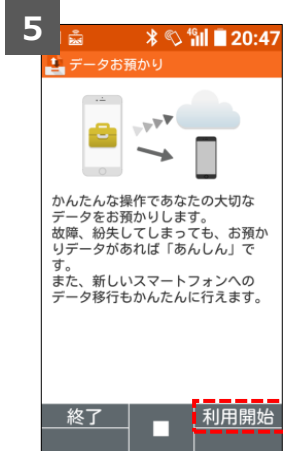 5
4G 20:47
データお預かり
かんたんな操作であなたの大切な
データをお預かりします。
故障、紛失してしまっても、お預か
りデータがあれば「あんしん」で
す。
また、新しいスマートフォンへの
データ移行もかんたんに行えます。
終了 利用開始